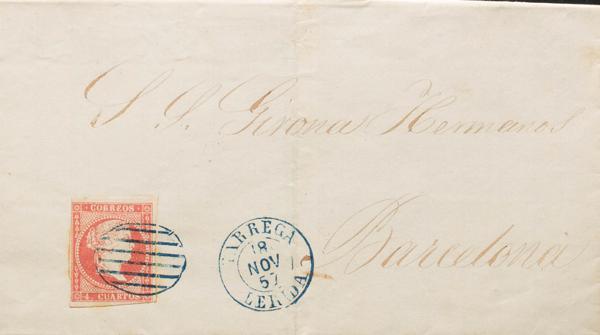 S. S. Girona Hermanos
Barcelona
CORREOS
4. CUARTOS
TARREGA
18
NOV
57
LERIDA